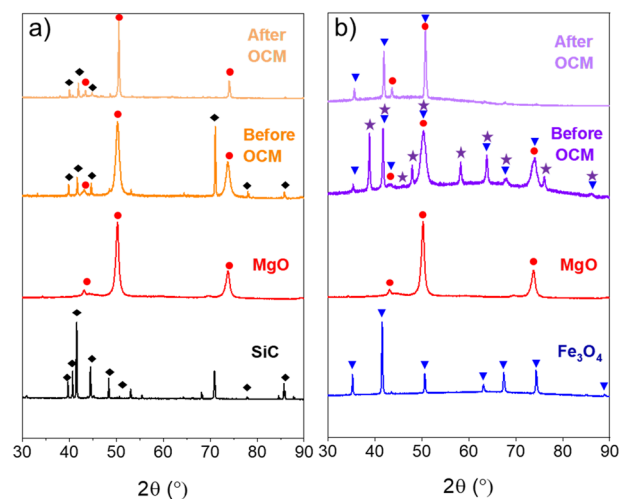 a)
After
OCM
Before
OCM
MgO
SiC
30 40 50 60 70 80 90
2θ (°)
b)
After
OCM
Before
OCM
MgO
Fe₃O₄
30 40 50 60 70 80 90
2θ (°)